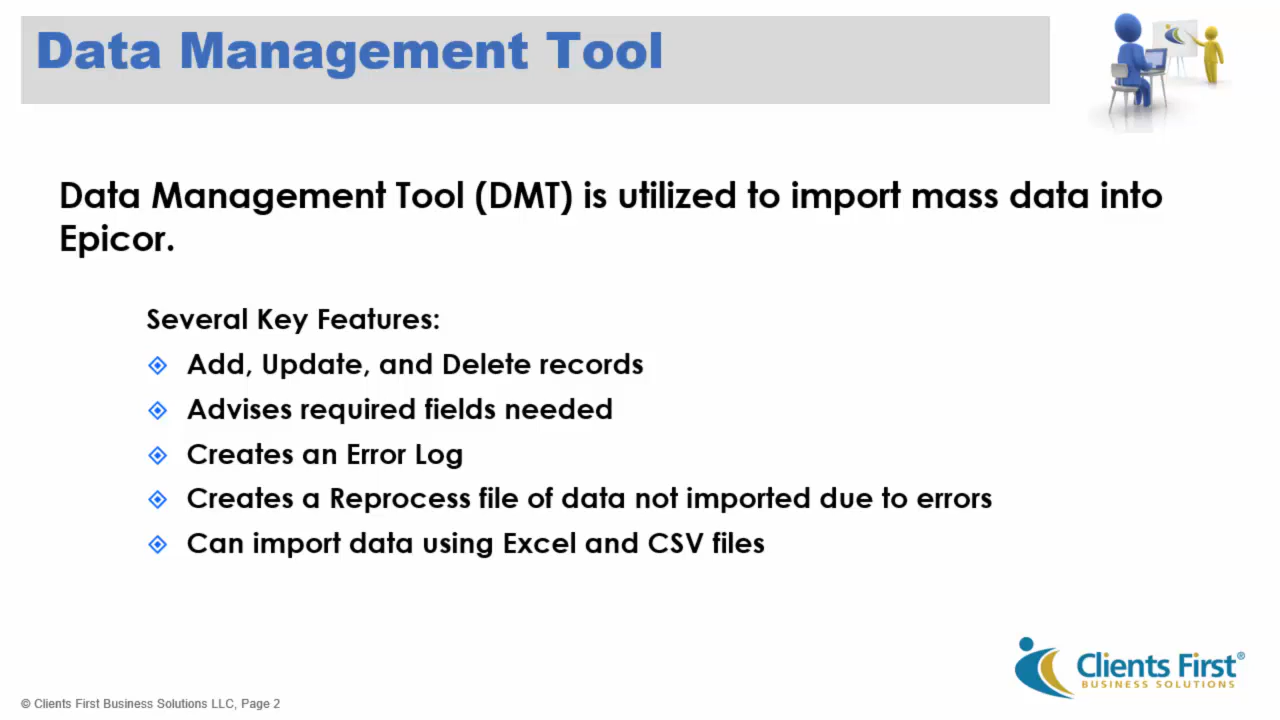 Data Management Tool
Data Management Tool (DMT) is utilized to import mass data into
Epicor.
Several Key Features:
Add, Update, and Delete records
Advises required fields needed
Creates an Error Log
Creates a Reprocess file of data not imported due to errors
Can import data using Excel and CSV files
Clients First®
BUSINESS SOLUTIONS
© Clients First Business Solutions LLC, Page 2